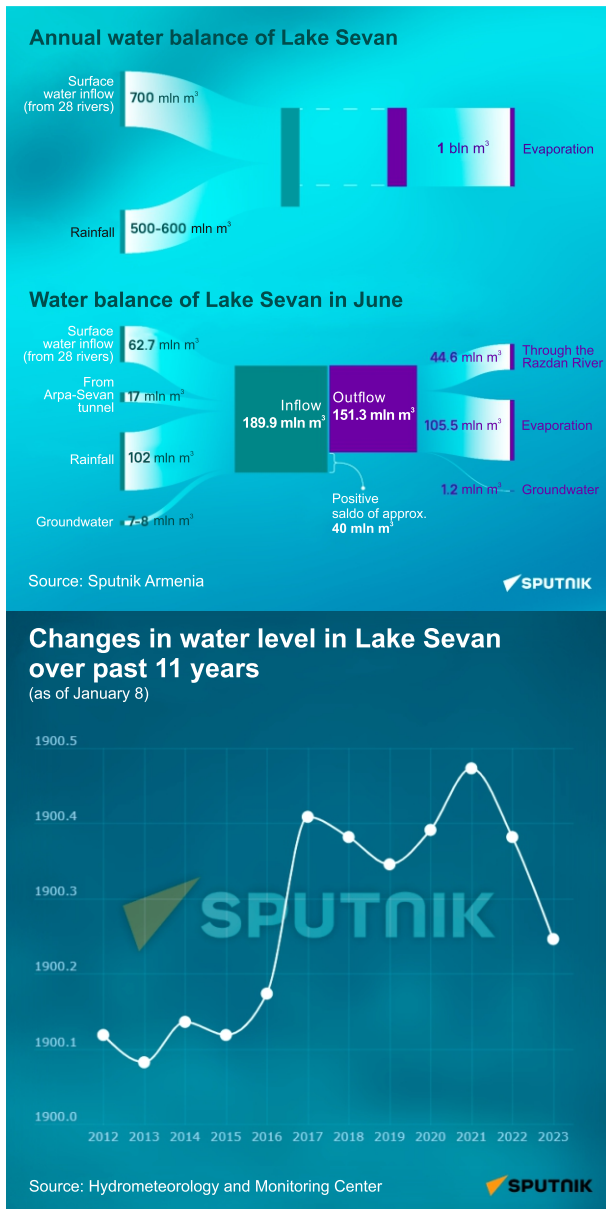 Annual water balance of Lake Sevan
Surface
water inflow
(from 28 rivers)
700 mln m³
1 bln m³
Evaporation
Rainfall
500-600 mln m³
Water balance of Lake Sevan in June
Surface
water inflow
(from 28 rivers)
62.7 mln m³
From
Arpa-Sevan
tunnel
17 mln m³
Rainfall
102 mln m³
Groundwater
7-8 mln m³
Inflow
189.9 mln m³
Outflow
151.3 mln m³
Positive
saldo of approx.
40 mln m³
44.6 mln m³
Through the
Razdan River
105.5 mln m³
Evaporation
1.2 mln m³
Groundwater
Source: Sputnik Armenia
SPUTNIK
Changes in water level in Lake Sevan
over past 11 years
(as of January 8)
1900.5
1900.4
1900.3
1900.2
1900.1
1900.0
SPUTNIK
2012 2013 2014 2015 2016 2017 2018 2019 2020 2021 2022 2023
Source: Hydrometeorology and Monitoring Center
SPUTNIK